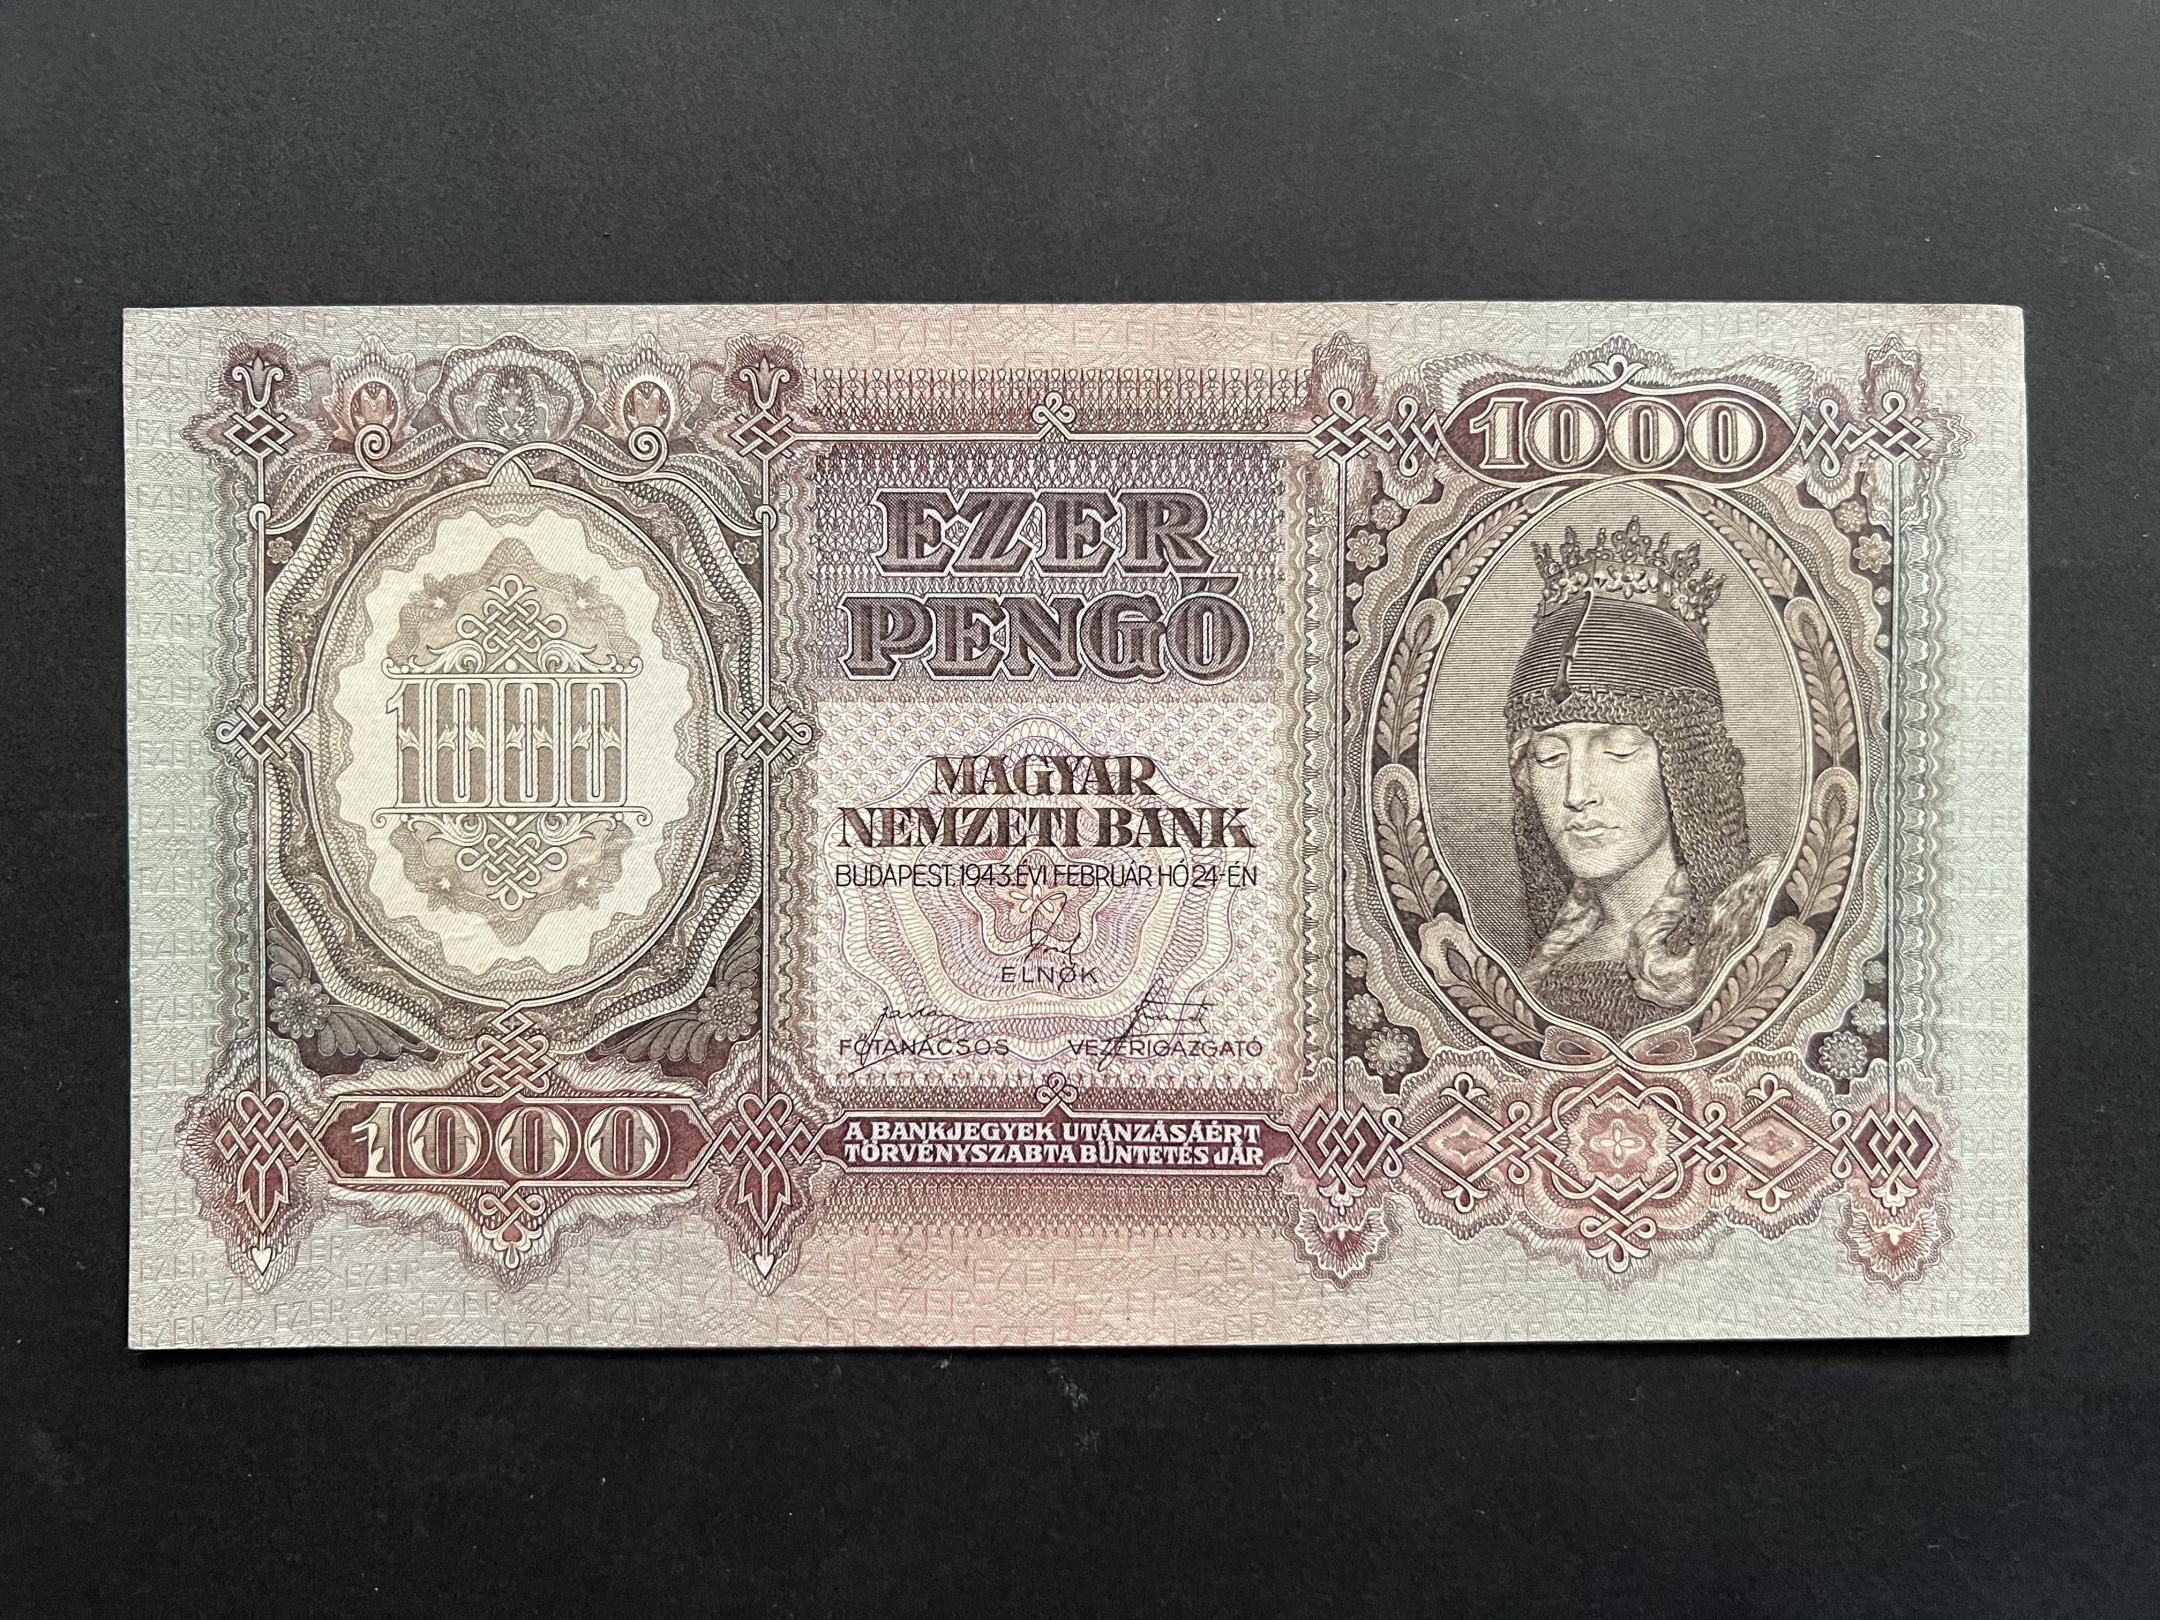 1000
EZER
PENGŐ
MAGYAR
NEMZETI BANK
BUDAPEST, 1943. ÉVI FEBRUÁR HÓ 24-ÉN
ELNÖK
FŐTANÁCSOS VEZÉRIGAZGATÓ
A BANKJEGYEK UTÁNZÁSÁÉRT
TÖRVÉNYSZABTA BÜNTETÉS JÁR
1000
1000